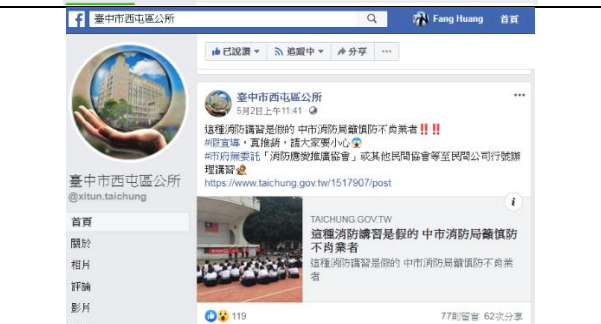 臺中市西屯區公所
Fang Huang
首頁
已說讚
追蹤中
分享
臺中市西屯區公所
@xitun.taichung
首頁
關於
相片
評論
影片
臺中市西屯區公所
5月2日上午11:41
這種消防講習是假的 中市消防局籲慎防不肖業者‼️‼️
#假宣導，真推銷，請大家要小心
#市府無委託「消防應變推廣協會」或其他民間協會等至民間公司行號辦
理講習
https://www.taichung.gov.tw/1517907/post
TAICHUNG.GOV.TW
這種消防講習是假的 中市消防局籲慎防
不肖業者
這種消防講習是假的 中市消防局籲慎防不肖業
者
119
77則留言 62次分享